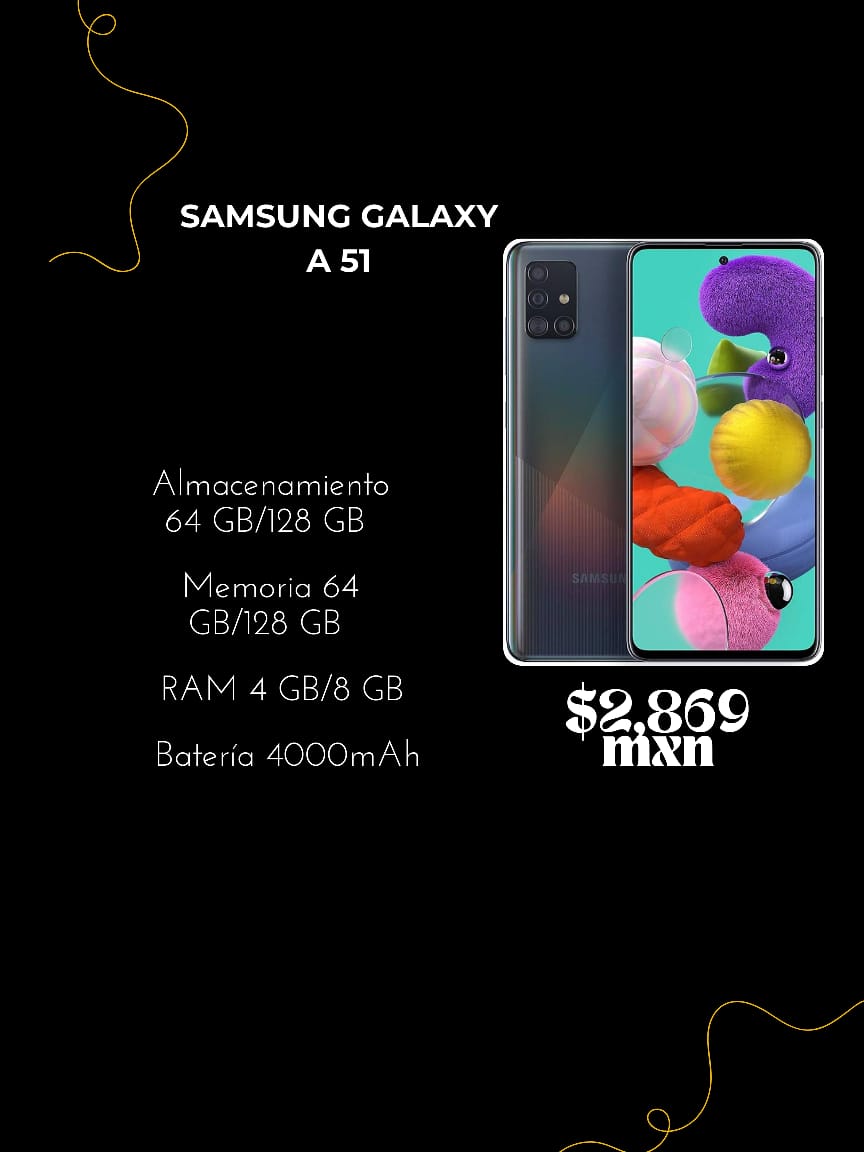 SAMSUNG GALAXY
A 51
Almacenamiento
64 GB/128 GB
Memoria 64
GB/128 GB
RAM 4 GB/8 GB
Batería 4000mAh
SAMSUN
$2,869
mxn